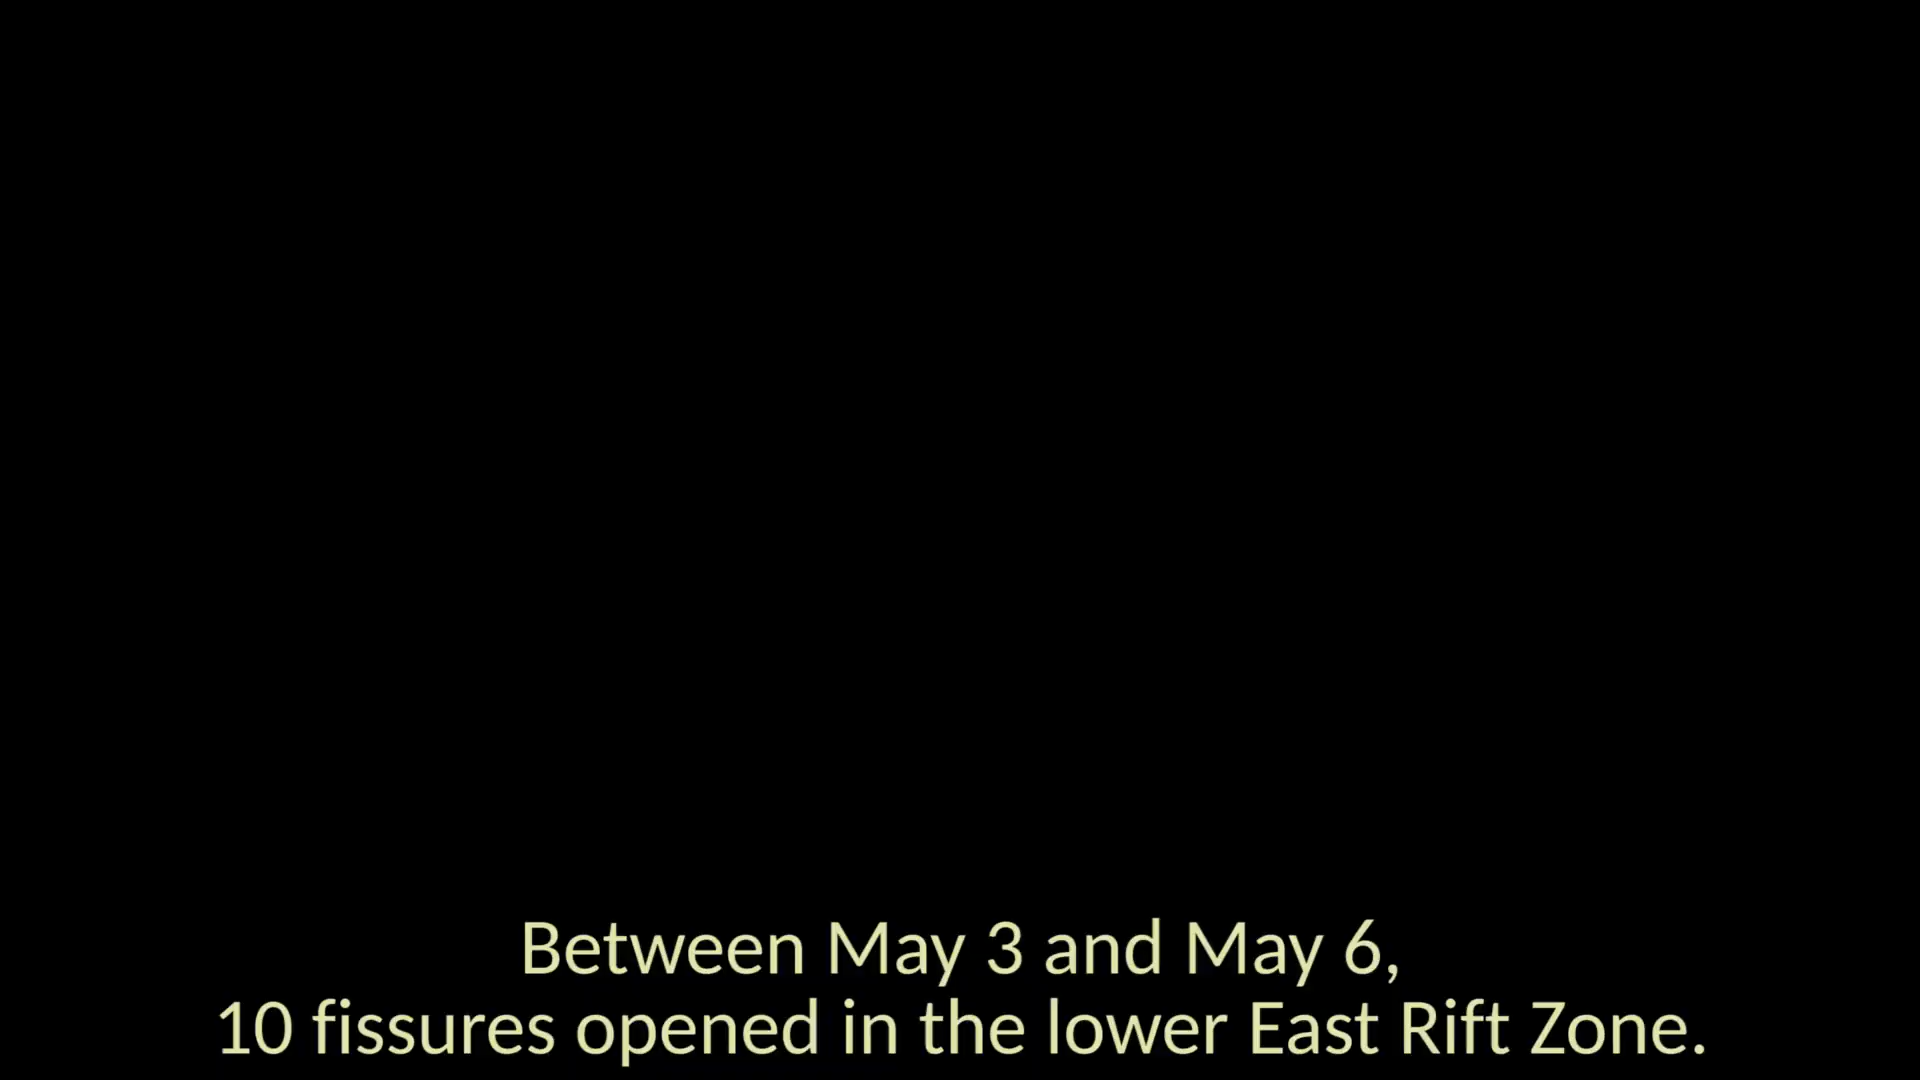 Between May 3 and May 6,
10 fissures opened in the lower East Rift Zone.